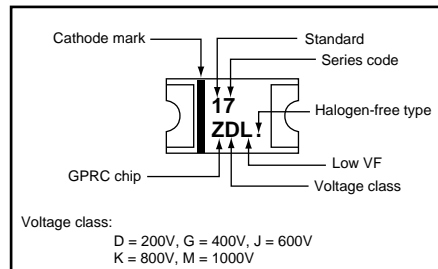 Cathode mark
Standard
Series code
17
ZDL.
Halogen-free type
GPRC chip
Low VF
Voltage class
Voltage class:
D = 200V, G = 400V, J = 600V
K = 800V, M = 1000V